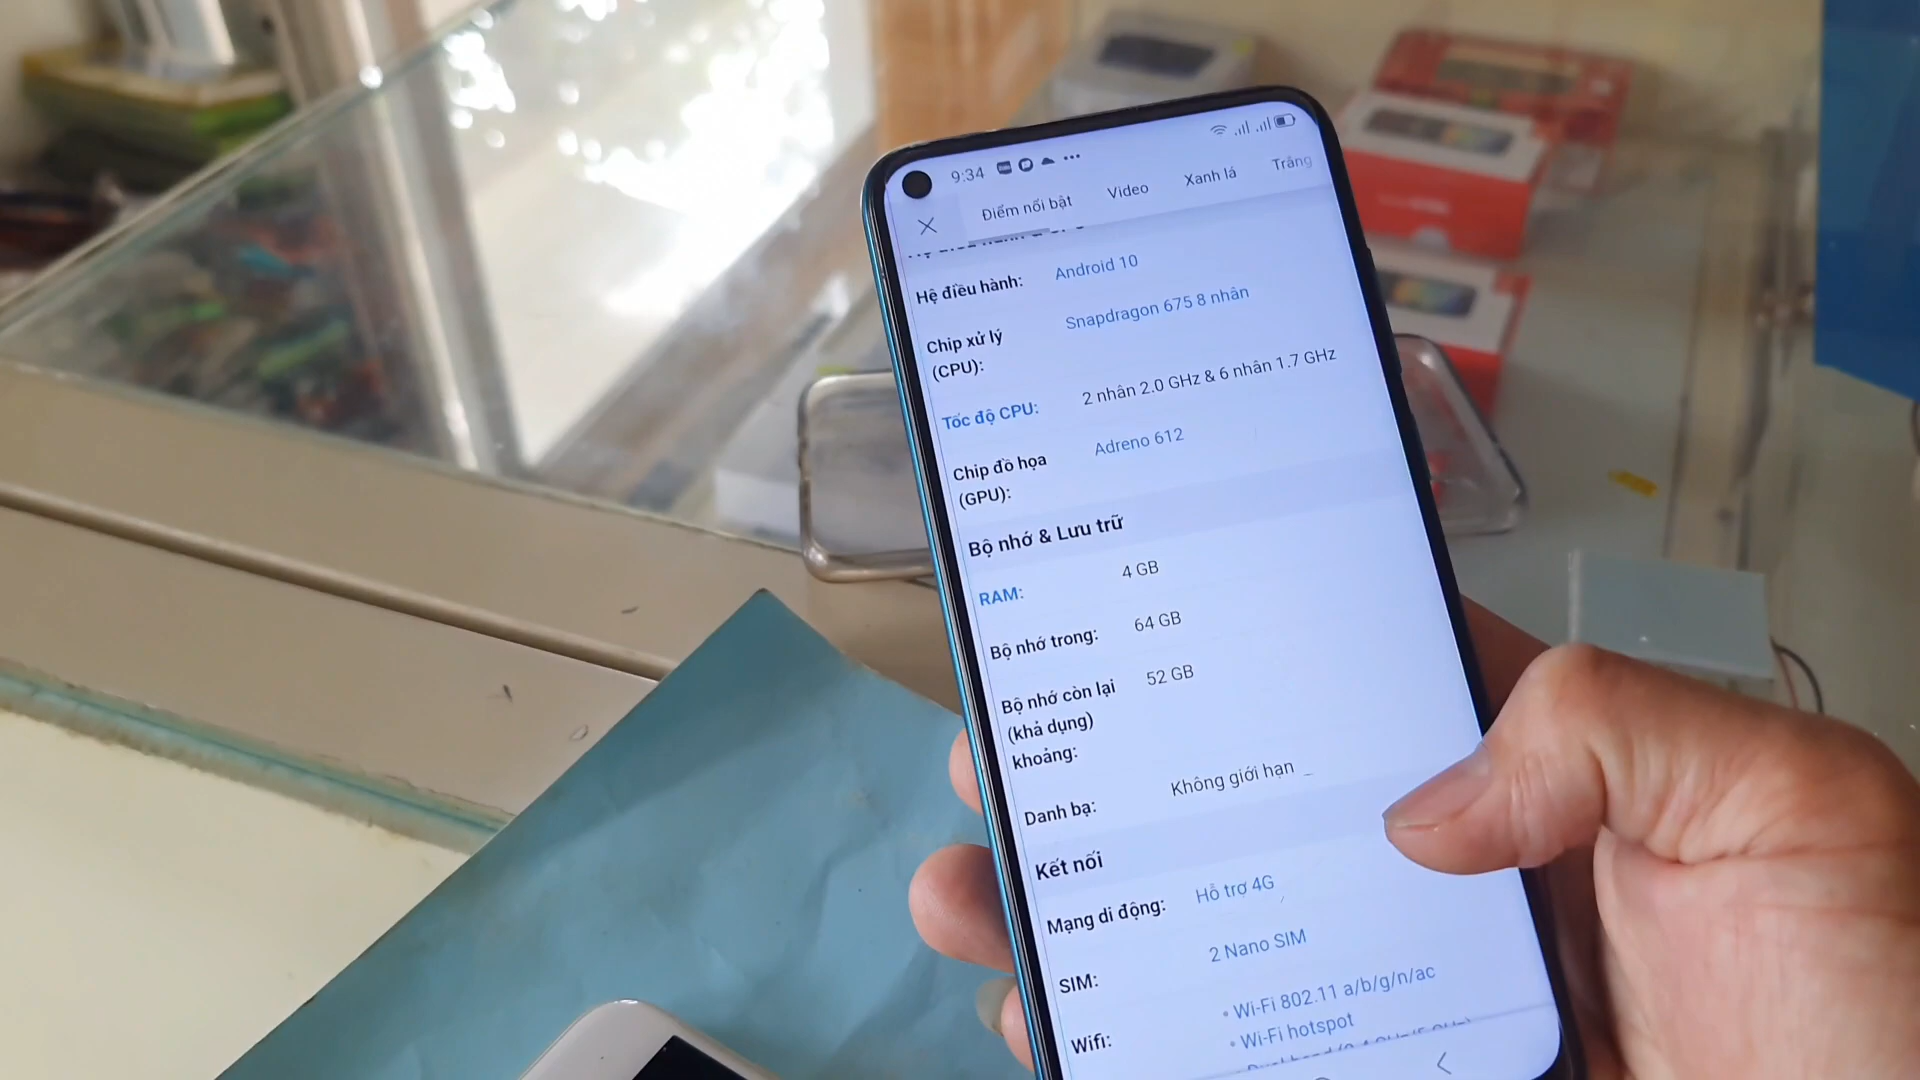 9:34
Điểm nổi bật Video Xanh lá Trắng
Hệ điều hành: Android 10
Chip xử lý (CPU): Snapdragon 675 8 nhân
Tốc độ CPU: 2 nhân 2.0 GHz & 6 nhân 1.7 GHz
Chip đồ họa (GPU): Adreno 612
Bộ nhớ & Lưu trữ
RAM: 4 GB
Bộ nhớ trong: 64 GB
Bộ nhớ còn lại (khả dụng) khoảng: 52 GB
Danh bạ: Không giới hạn
Kết nối
Mạng di động: Hỗ trợ 4G
SIM: 2 Nano SIM
Wifi: • Wi-Fi 802.11 a/b/g/n/ac
• Wi-Fi hotspot